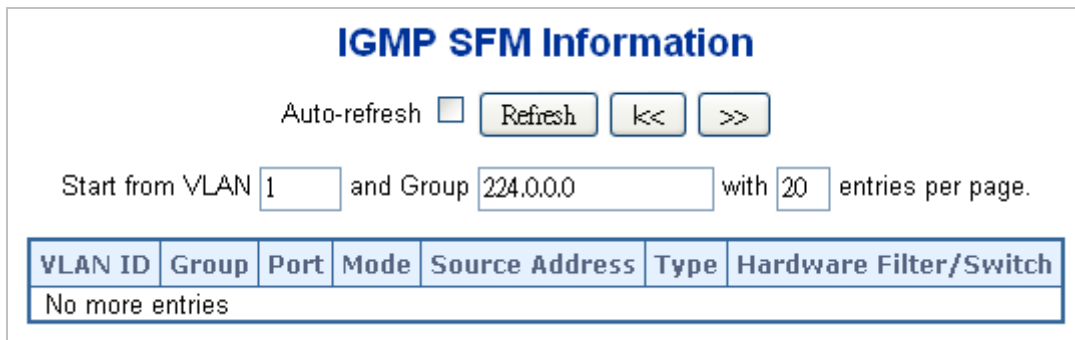 IGMP SFM Information
Auto-refresh Refresh |<< >>
Start from VLAN 1 and Group 224.0.0.0 with 20 entries per page.
VLAN ID Group Port Mode Source Address Type Hardware Filter/Switch
No more entries